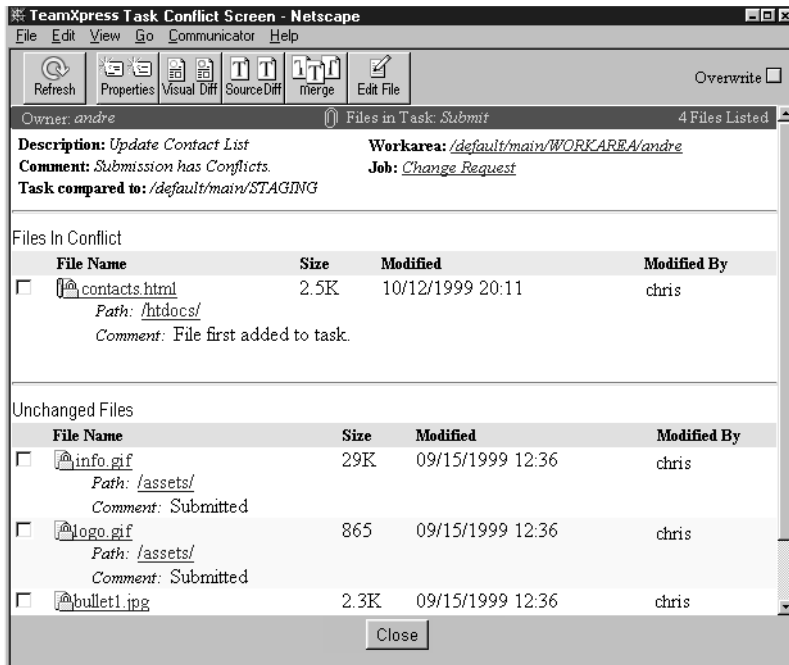 TeamXpress Task Conflict Screen - Netscape
File Edit View Go Communicator Help
Refresh Properties Visual Diff Source Diff merge Edit File Overwrite
Owner: andre Files in Task: Submit 4 Files Listed
Description: Update Contact List Workarea: /default/main/WORKAREA/andre
Comment: Submission has Conflicts. Job: Change Request
Task compared to: /default/main/STAGING
Files In Conflict
File Name Size Modified Modified By
contacts.html 2.5K 10/12/1999 20:11 chris
Path: /htdocs/
Comment: File first added to task.
Unchanged Files
File Name Size Modified Modified By
info.gif 29K 09/15/1999 12:36 chris
Path: /assets/
Comment: Submitted
logo.gif 865 09/15/1999 12:36 chris
Path: /assets/
Comment: Submitted
bullet1.jpg 2.3K 09/15/1999 12:36 chris
Close